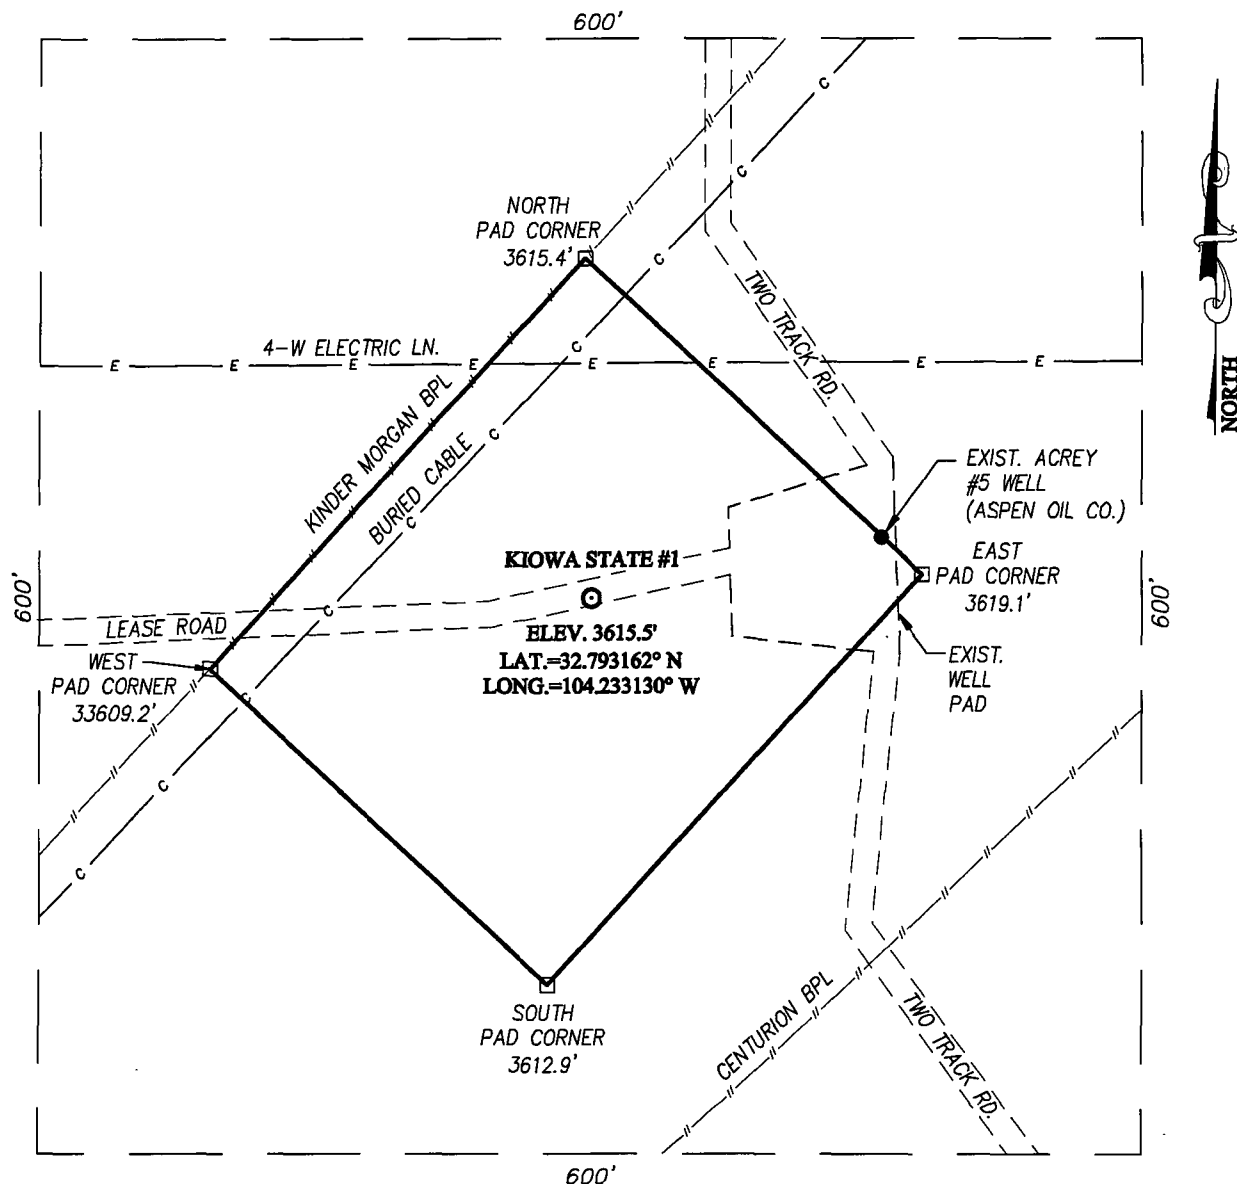 600'
NORTH
PAD CORNER
3615.4'
4-W ELECTRIC LN.
E E E E E E E E
TWO TRACK RD.
KINDER MORGAN BPL
BURIED CABLE
C C C C C C C C C C
NORTH
EXIST. ACREY
#5 WELL
(ASPEN OIL CO.)
EAST
PAD CORNER
3619.1'
600'
600'
KIOWA STATE #1
ELEV. 3615.5'
LAT.=32.793162° N
LONG.=104.233130° W
LEASE ROAD
WEST
PAD CORNER
33609.2'
EXIST.
WELL
PAD
SOUTH
PAD CORNER
3612.9'
CENTURION BPL
TWO TRACK RD.
600'